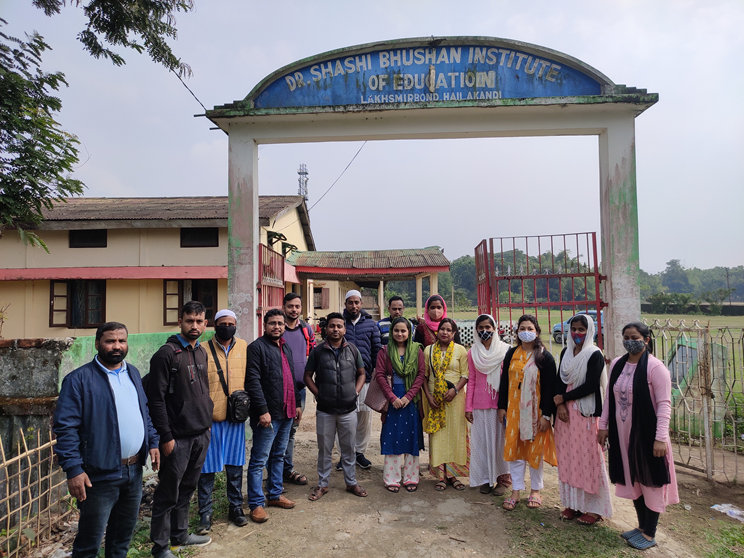 DR. SHASHI BHUSHAN INSTITUTE
OF EDUCATION
LAKHSMIRBOND, HAILAKANDI